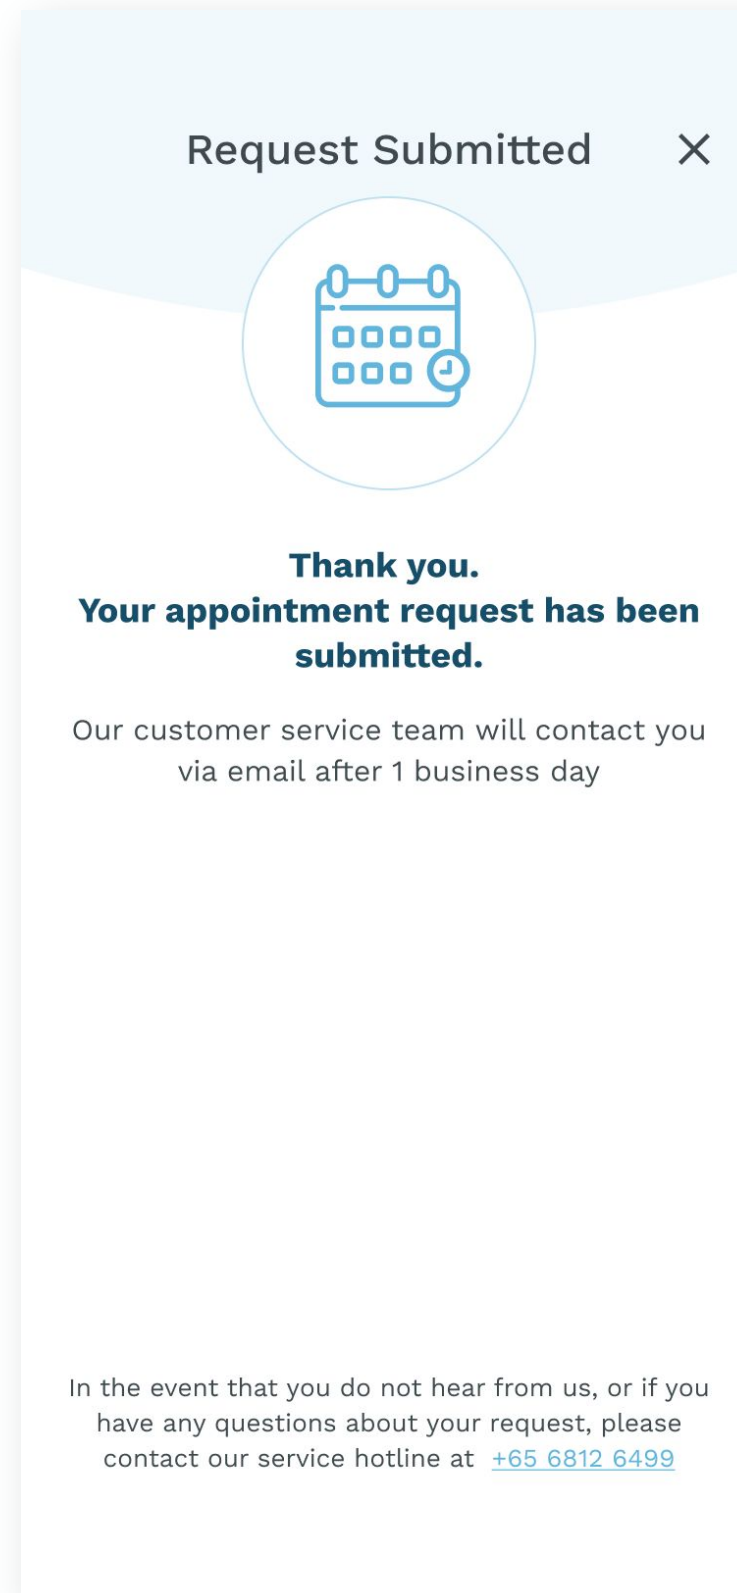 Request Submitted
Thank you.
Your appointment request has been
submitted.
Our customer service team will contact you
via email after 1 business day
In the event that you do not hear from us, or if you
have any questions about your request, please
contact our service hotline at +65 6812 6499